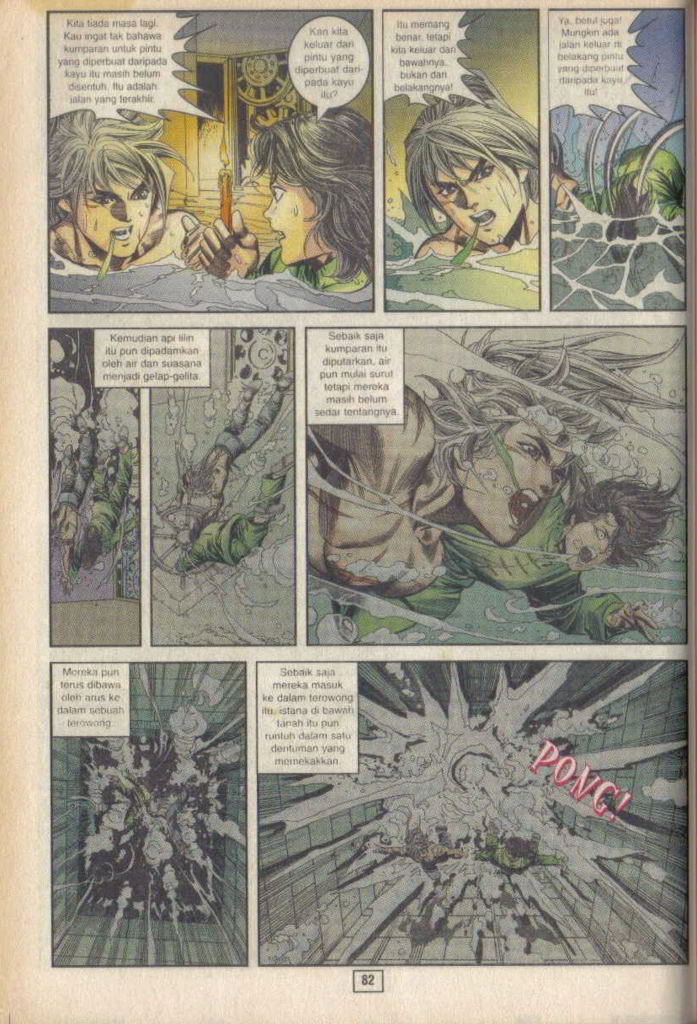 Kita tiada masa lagi.
Kau ingat tak bahawa
kumparan untuk pintu
yang diperbuat daripada
kayu itu masih belum
disentuh. Itu adalah
jalan yang terakhir.
Kan kita
keluar dari
pintu yang
diperbuat dari-
pada kayu
itu?
Itu memang
benar, tetapi
kita keluar dari
bawahnya,
bukan dari
belakangnya!
Ya, betul juga!
Mungkin ada
jalan keluar di
belakang pintu
yang diperbuat
daripada kayu
itu!
Kemudian api lilin
itu pun dipadamkan
oleh air dan suasana
menjadi gelap-gelita.
Sebaik saja
kumparan itu
diputarkan, air
pun mulai surut
tetapi mereka
masih belum
sedar tentangnya.
Mereka pun
terus dibawa
oleh arus ke
dalam sebuah
terowong.
Sebaik saja
mereka masuk
ke dalam terowong
itu, istana di bawah
tanah itu pun
runtuh dalam satu
dentuman yang
memekakkan.
PONG!
82